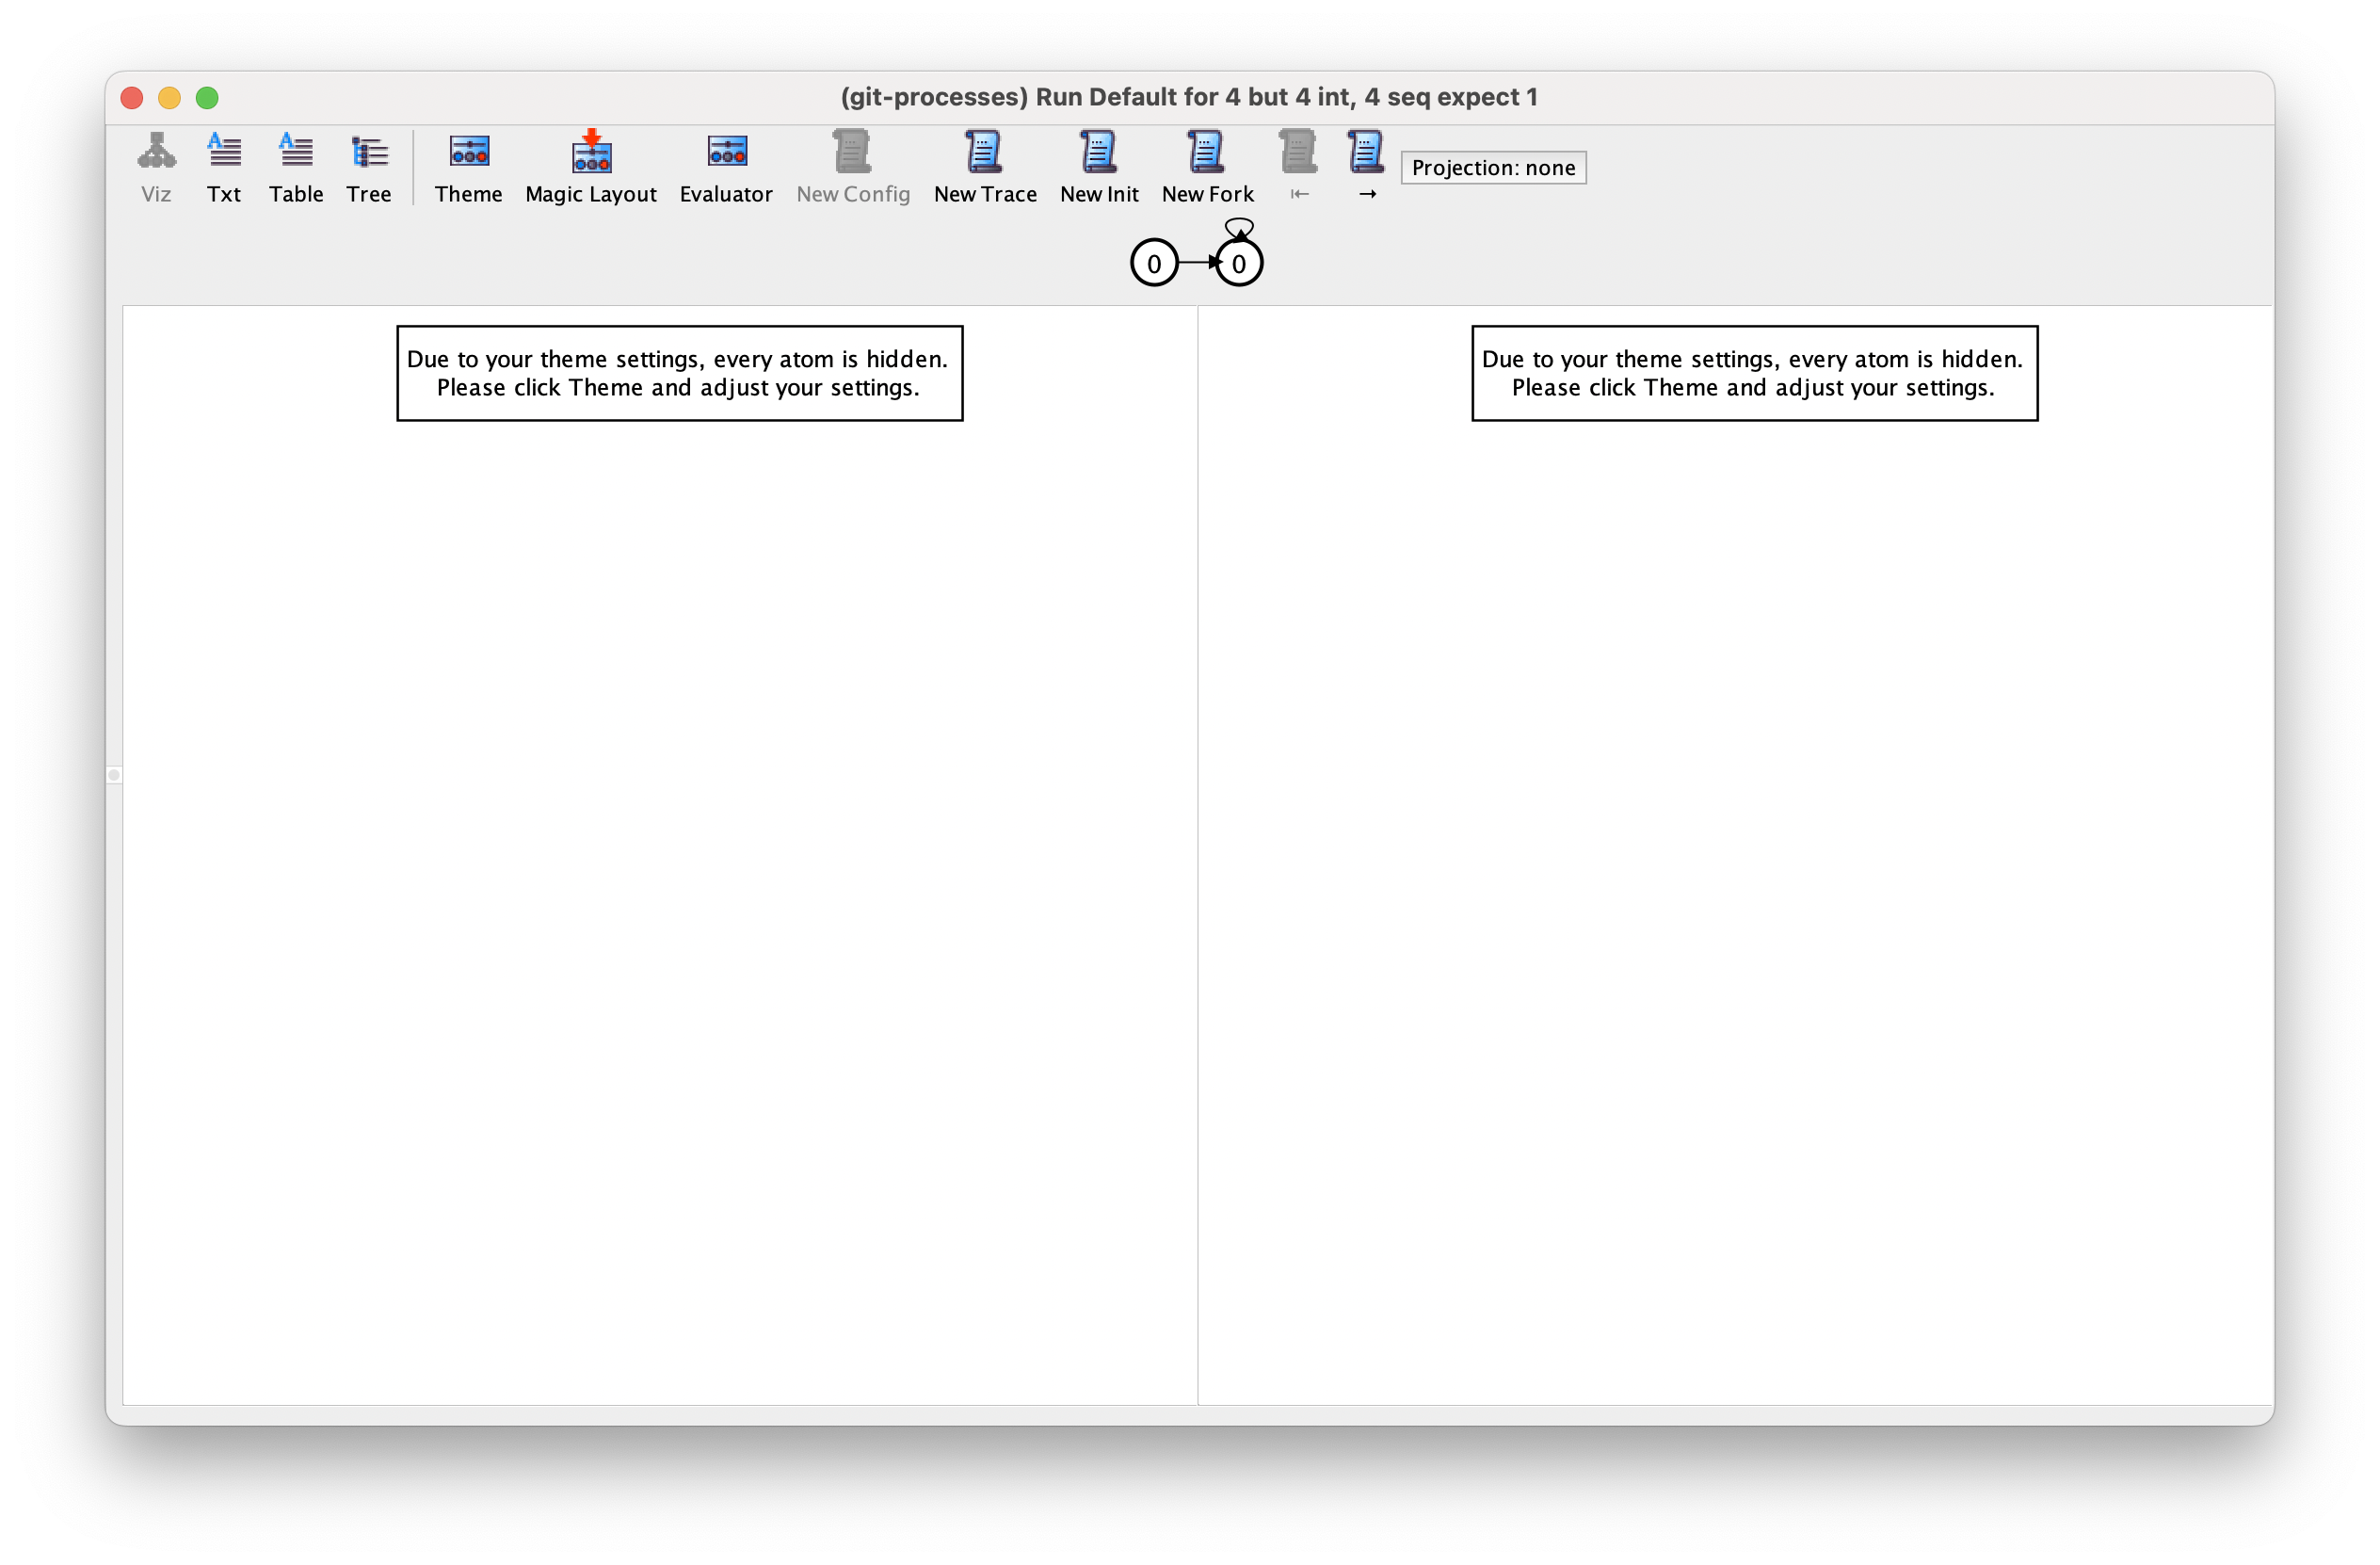 (git-processes) Run Default for 4 but 4 int, 4 seq expect 1
Viz Txt Table Tree Theme Magic Layout Evaluator New Config New Trace New Init New Fork ⇤ → Projection: none
0 0
Due to your theme settings, every atom is hidden.
Please click Theme and adjust your settings.
Due to your theme settings, every atom is hidden.
Please click Theme and adjust your settings.